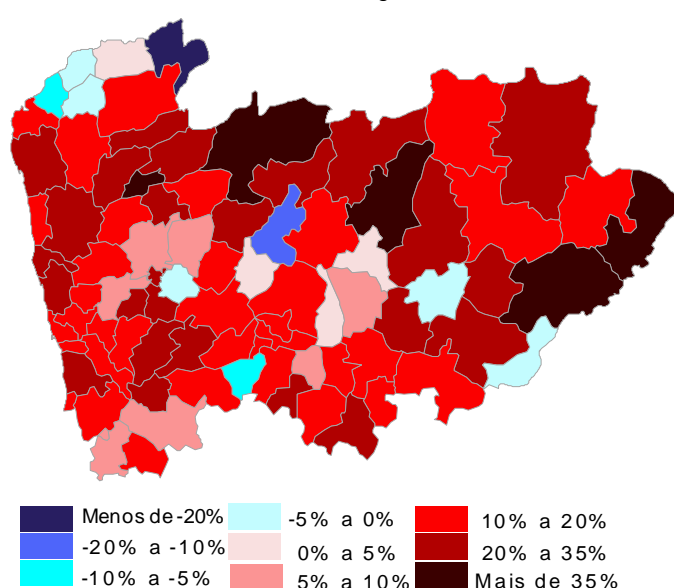 Menos de -20%
-5% a 0%
10% a 20%
-20% a -10%
0% a 5%
20% a 35%
-10% a -5%
5% a 10%
Mais de 35%